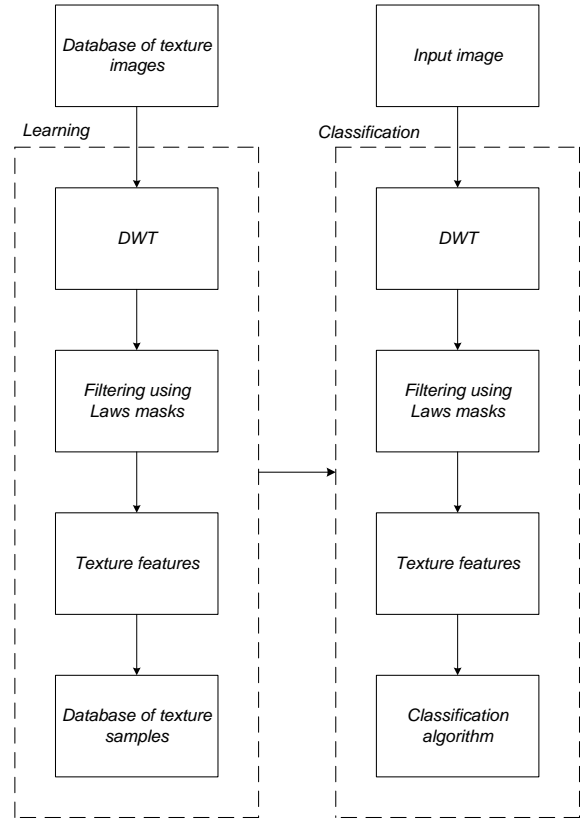 Database of texture
images
Learning
DWT
Filtering using
Laws masks
Texture features
Database of texture
samples
Input image
Classification
DWT
Filtering using
Laws masks
Texture features
Classification
algorithm